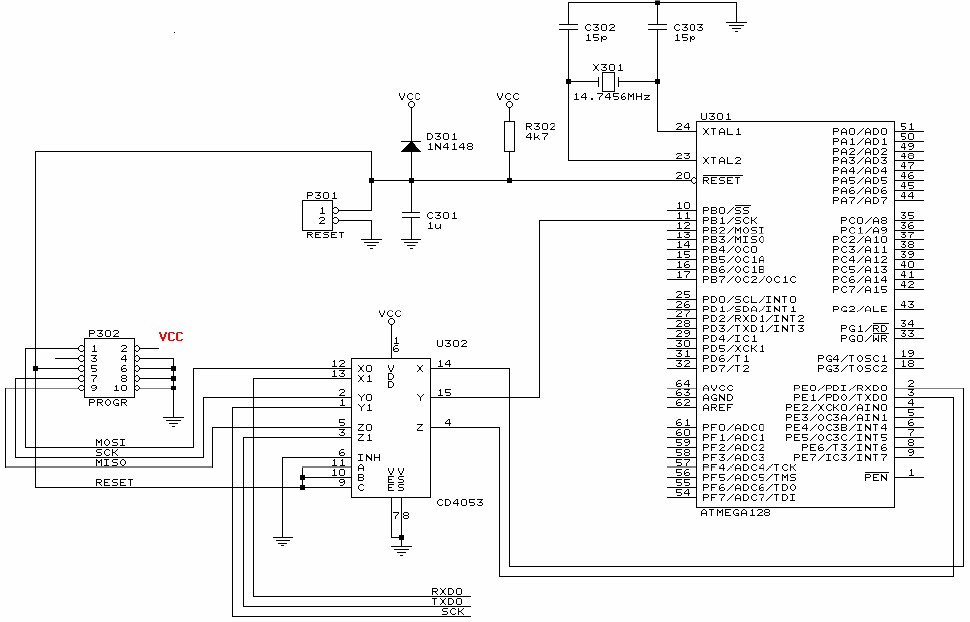 C302
15p
C303
15p
X301
14.7456MHz
VCC
D301
1N4148
VCC
R302
4k7
P301
1
2
RESET
C301
1u
U301
24 XTAL1
23 XTAL2
20 RESET
10 PB0/SS
11 PB1/SCK
12 PB2/MOSI
13 PB3/MISO
14 PB4/OC0
15 PB5/OC1A
16 PB6/OC1B
17 PB7/OC2/OC1C
25 PD0/SCL/INT0
26 PD1/SDA/INT1
27 PD2/RXD1/INT2
28 PD3/TXD1/INT3
29 PD4/IC1
30 PD5/XCK1
31 PD6/T1
32 PD7/T2
64 AVCC
63 AGND
62 AREF
61 PF0/ADC0
60 PF1/ADC1
59 PF2/ADC2
58 PF3/ADC3
57 PF4/ADC4/TCK
56 PF5/ADC5/TMS
55 PF6/ADC6/TDO
54 PF7/ADC7/TDI
PA0/AD0 51
PA1/AD1 50
PA2/AD2 49
PA3/AD3 48
PA4/AD4 47
PA5/AD5 46
PA6/AD6 45
PA7/AD7 44
PC0/A8 35
PC1/A9 36
PC2/A10 37
PC3/A11 38
PC4/A12 39
PC5/A13 40
PC6/A14 41
PC7/A15 42
PG2/ALE 43
PG1/RD 34
PG0/WR 33
PG4/TOSC1 19
PG3/TOSC2 18
PE0/PDI/RXD0 2
PE1/PD0/TXD0 3
PE2/XCK0/AIN0 4
PE3/OC3A/AIN1 5
PE4/OC3B/INT4 6
PE5/OC3C/INT5 7
PE6/T3/INT6 8
PE7/IC3/INT7 9
PEN 1
ATMEGA128
P302
VCC
1 2
3 4
5 6
7 8
9 10
PROGR
MOSI
SCK
MISO
RESET
VCC
16
U302
12 X0
13 X1
2 Y0
1 Y1
5 Z0
3 Z1
6 INH
11 A
10 B
9 C
VDD
VEE
VSS
X 14
Y 15
Z 4
7 8
CD4053
RXD0
TXD0
SCK